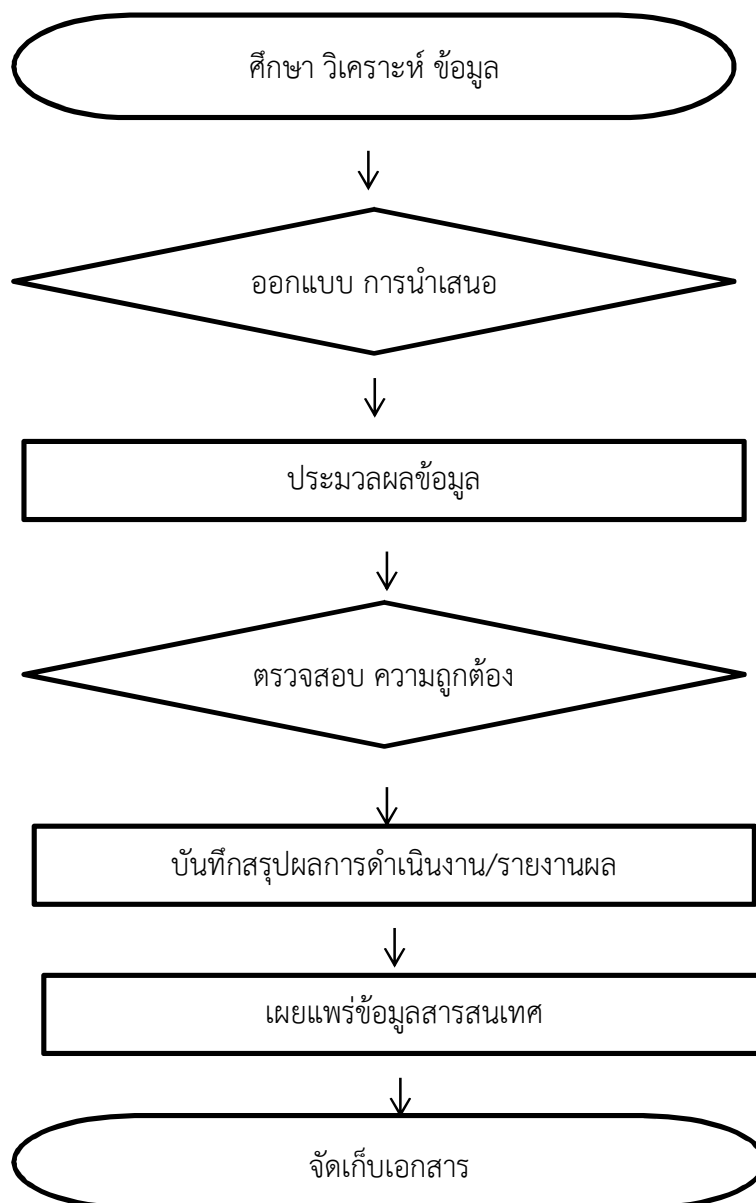 ศึกษา วิเคราะห์ ข้อมูล
ออกแบบ การนำเสนอ
ประมวลผลข้อมูล
ตรวจสอบ ความถูกต้อง
บันทึกสรุปผลการดำเนินงาน/รายงานผล
เผยแพร่ข้อมูลสารสนเทศ
จัดเก็บเอกสาร